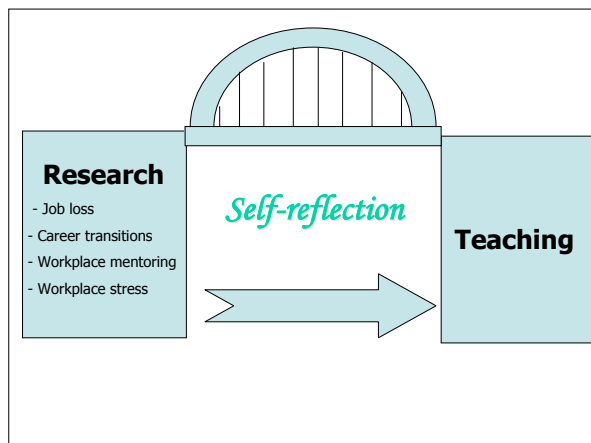 Research
- Job loss
- Career transitions
- Workplace mentoring
- Workplace stress
Self-reflection
Teaching